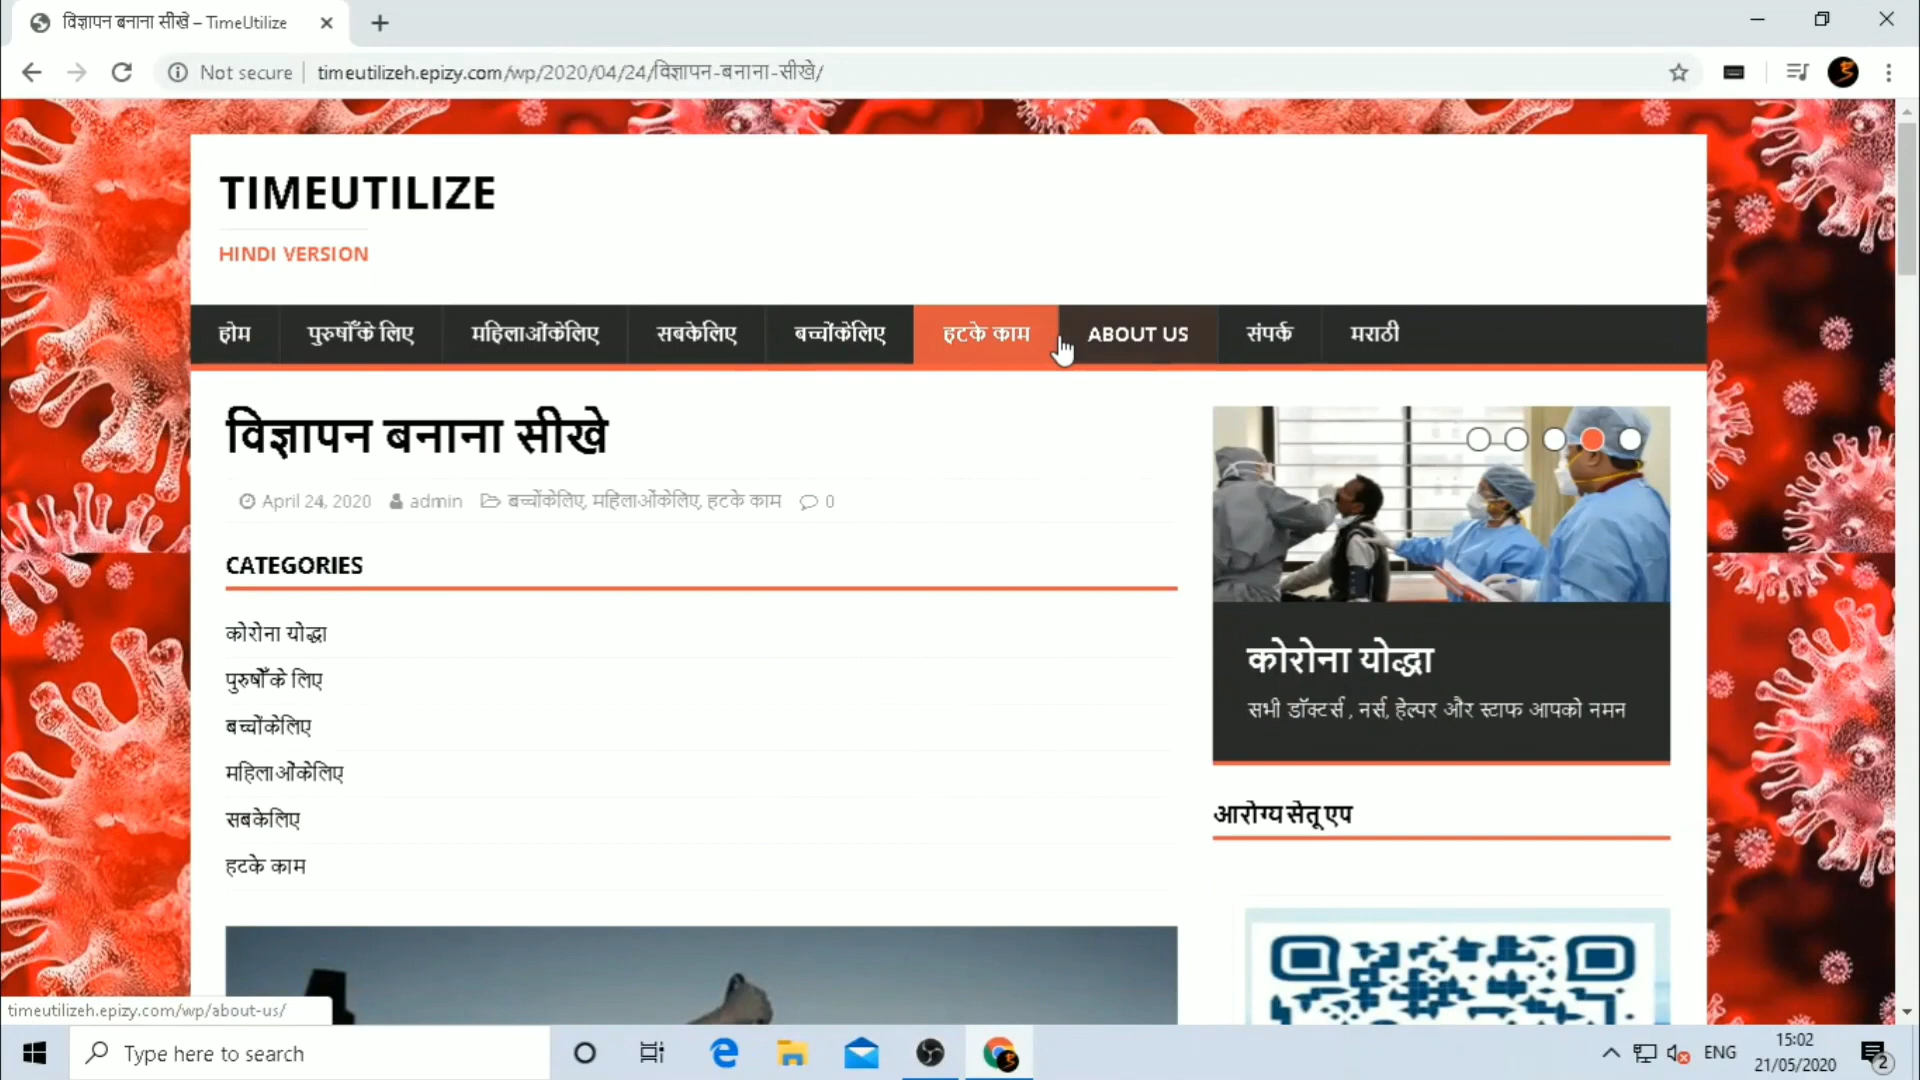 विज्ञापन बनाना सीखे – TimeUtilize
Not secure | timeutilizeh.epizy.com/wp/2020/04/24/विज्ञापन-बनाना-सीखे/
TIMEUTILIZE
HINDI VERSION
होम पुरुषोँके लिए महिलाओंकेलिए सबकेलिए बच्चोंकेलिए हटके काम ABOUT US संपर्क मराठी
विज्ञापन बनाना सीखे
April 24, 2020 admin बच्चोंकेलिए, महिलाओंकेलिए, हटके काम 0
CATEGORIES
कोरोना योद्धा
पुरुषोँके लिए
बच्चोंकेलिए
महिलाओंकेलिए
सबकेलिए
हटके काम
कोरोना योद्धा
सभी डॉक्टर्स , नर्स, हेल्पर और स्टाफ आपको नमन
आरोग्य सेतू एप
timeutilizeh.epizy.com/wp/about-us/
Type here to search
ENG
15:02
21/05/2020
2